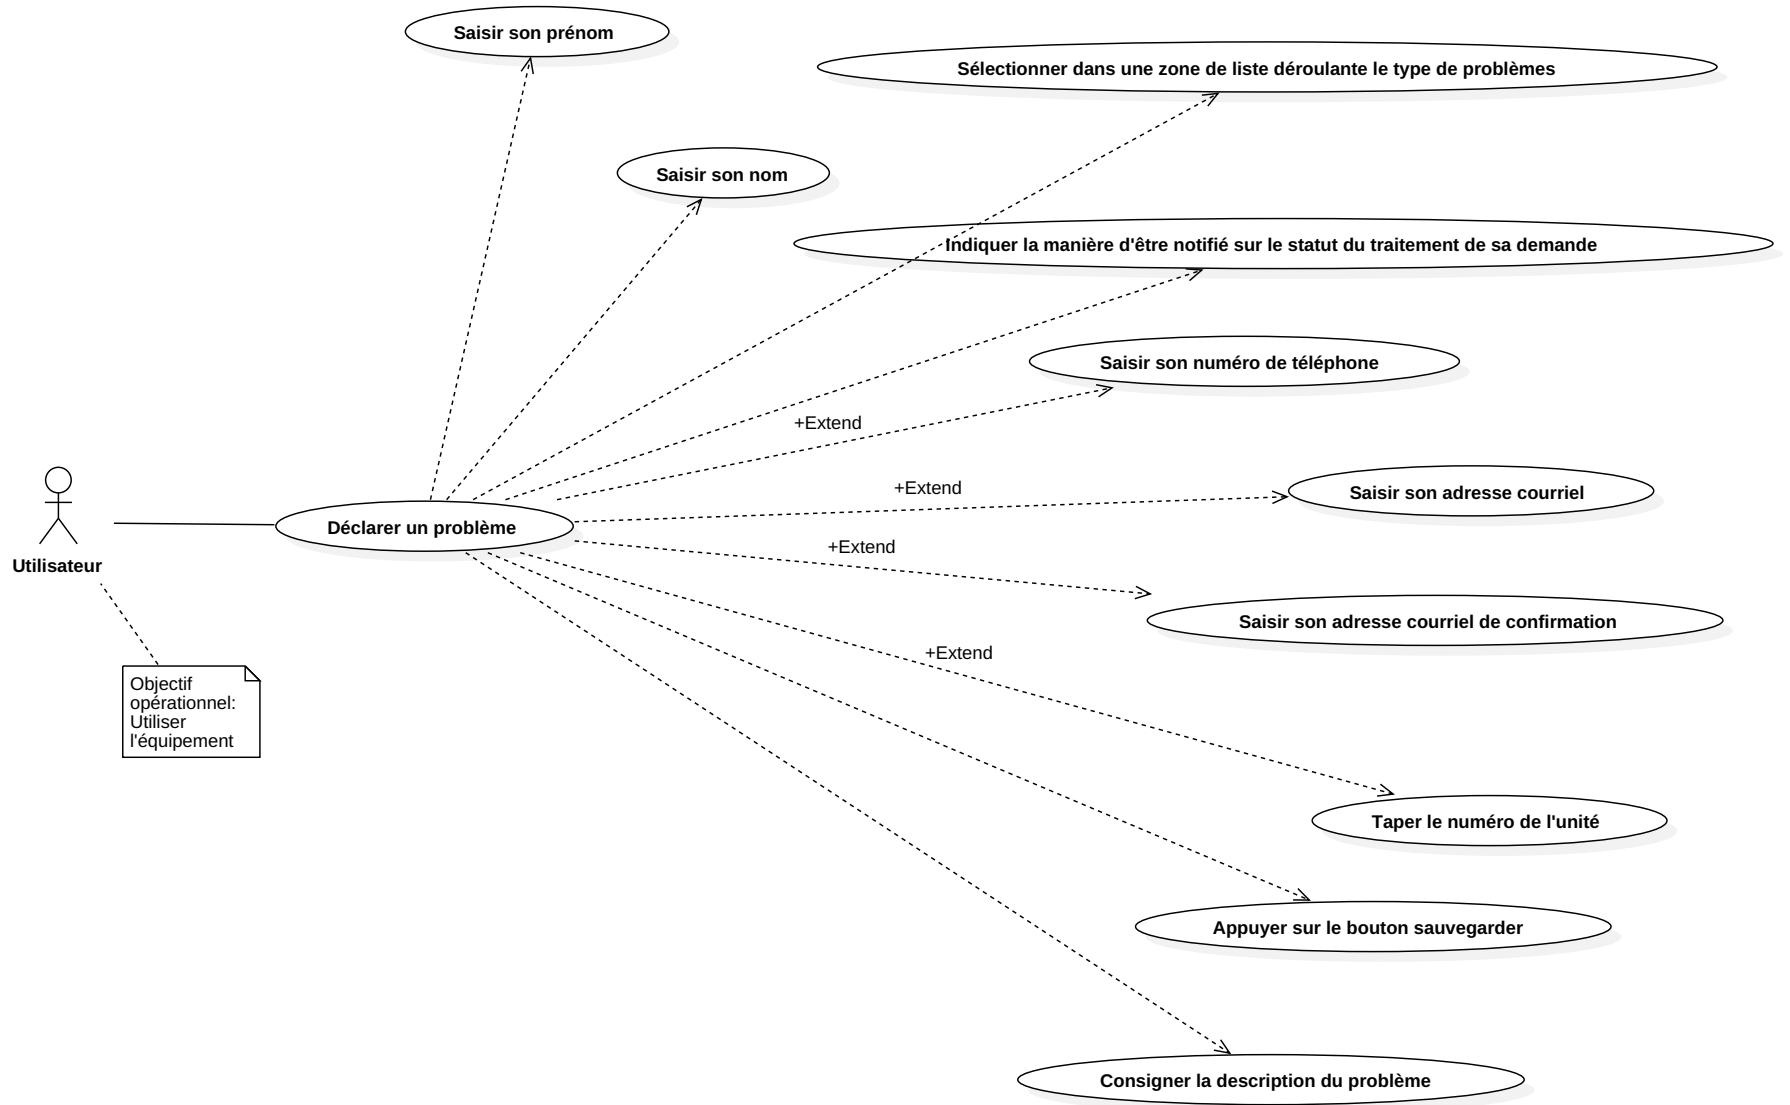 Saisir son prénom
Sélectionner dans une zone de liste déroulante le type de problèmes
Saisir son nom
Indiquer la manière d'être notifié sur le statut du traitement de sa demande
Saisir son numéro de téléphone
+Extend
+Extend
Saisir son adresse courriel
Déclarer un problème
+Extend
Utilisateur
Saisir son adresse courriel de confirmation
+Extend
Objectif
opérationnel:
Utiliser
l'équipement
Taper le numéro de l'unité
Appuyer sur le bouton sauvegarder
Consigner la description du problème